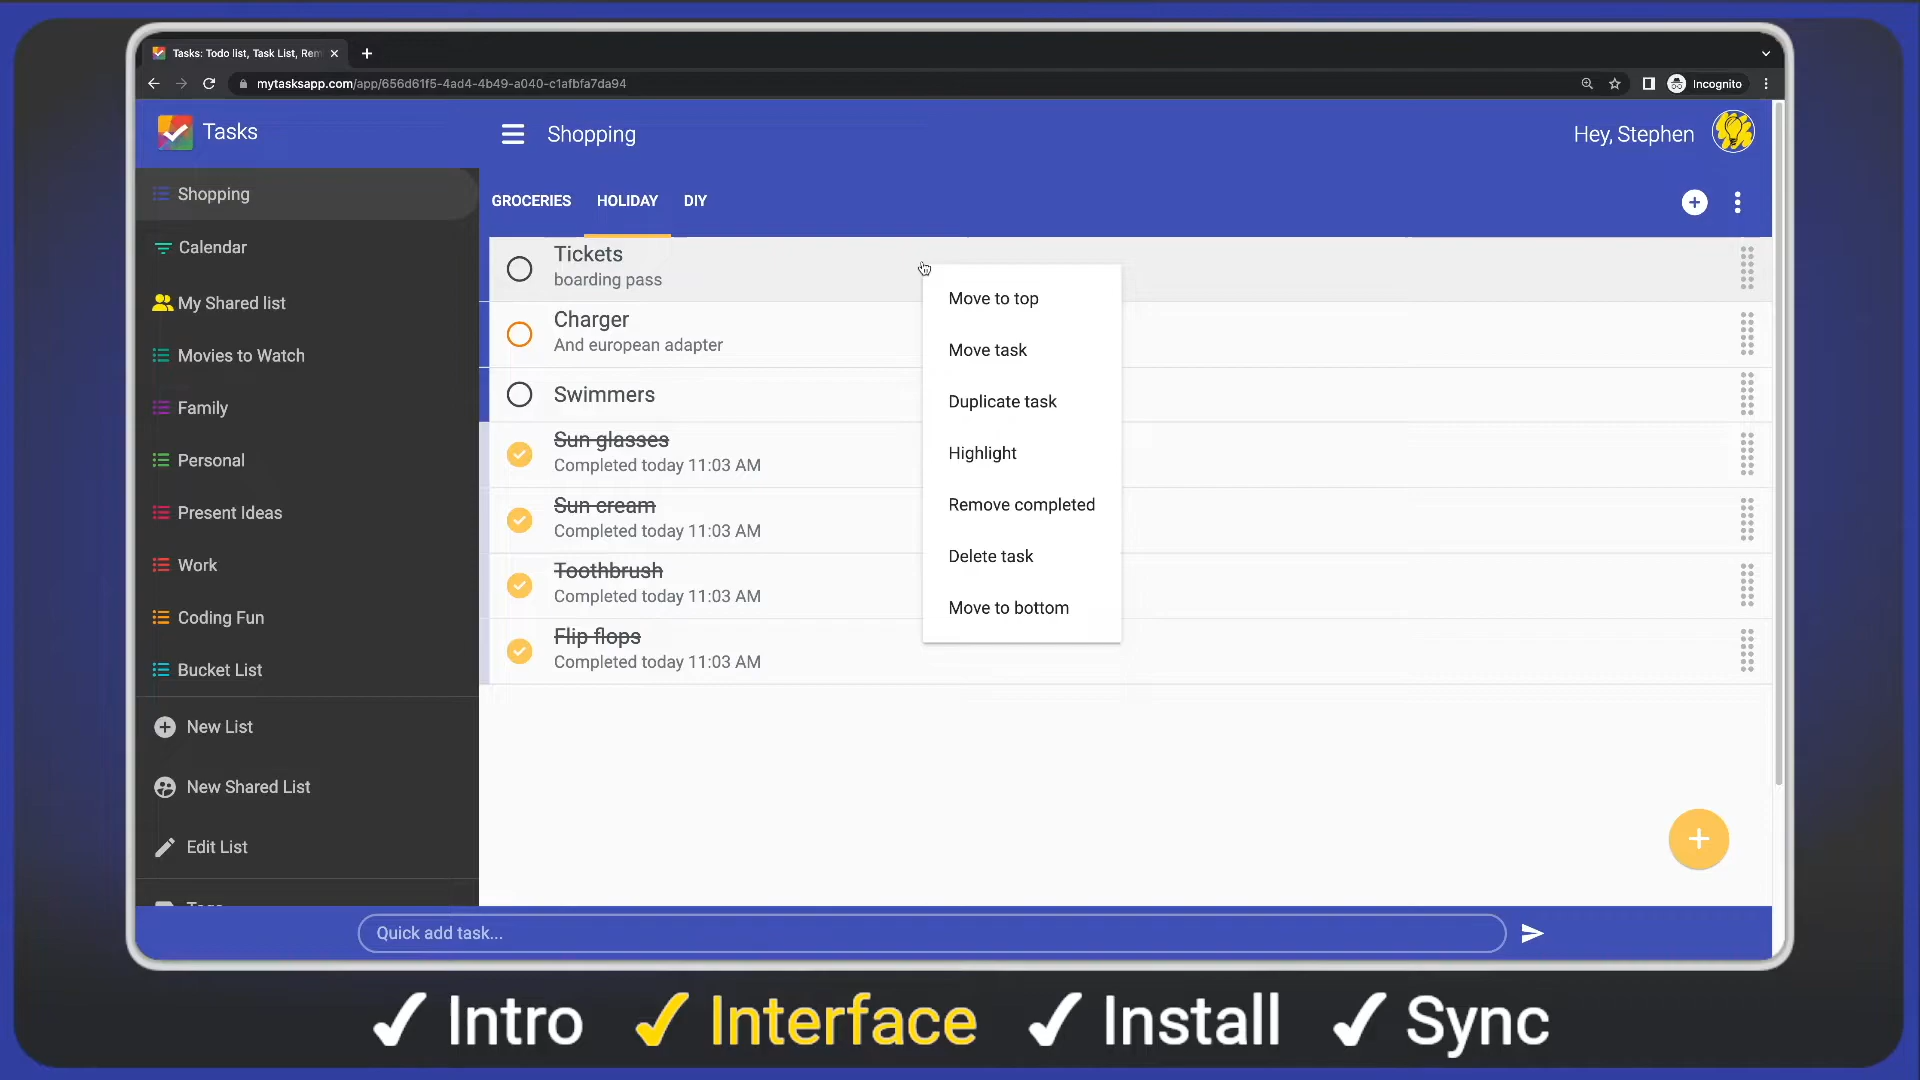 Tasks: Todo list, Task List, Rem
mytasksapp.com/app/656d61f5-4ad4-4b49-a040-c1afbfa7da94
Incognito
Tasks
Shopping
Hey, Stephen
Shopping
Calendar
My Shared list
Movies to Watch
Family
Personal
Present Ideas
Work
Coding Fun
Bucket List
New List
New Shared List
Edit List
GROCERIES HOLIDAY DIY
Tickets
boarding pass
Charger
And european adapter
Swimmers
Sun glasses
Completed today 11:03 AM
Sun cream
Completed today 11:03 AM
Toothbrush
Completed today 11:03 AM
Flip flops
Completed today 11:03 AM
Move to top
Move task
Duplicate task
Highlight
Remove completed
Delete task
Move to bottom
Quick add task...
✓ Intro ✓ Interface ✓ Install ✓ Sync